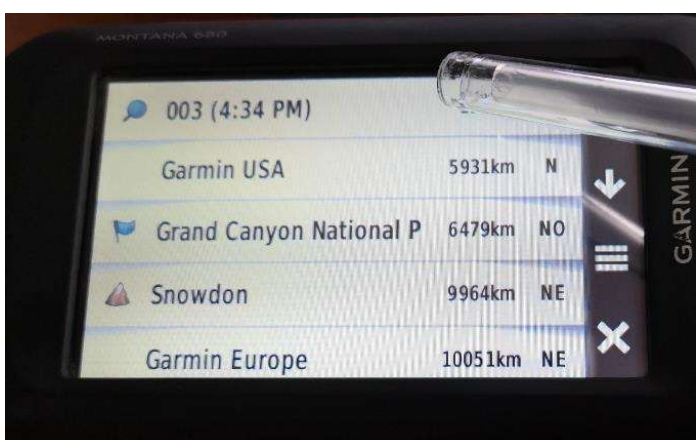 MONTANA 680
003 (4:34 PM)
Garmin USA 5931km N
Grand Canyon National P 6479km NO
Snowdon 9964km NE
Garmin Europe 10051km NE
GARMIN